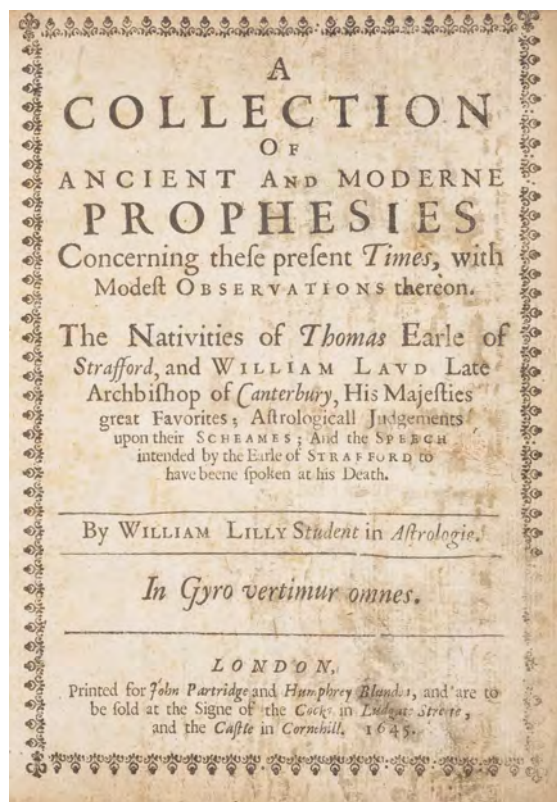 A
COLLECTION
OF
ANCIENT AND MODERNE
PROPHESIES
Concerning theſe preſent Times, with
Modeſt OBSERVATIONS thereon.
The Nativities of Thomas Earle of
Strafford, and WILLIAM LAVD Late
Archbiſhop of Canterbury, His Majeſties
great Favorites; Aſtrologicall Judgements
upon their SCHEAMES; And the SPEECH
intended by the Earle of STRAFFORD to
have beene ſpoken at his Death.
By WILLIAM LILLY Student in Aſtrologie.
In Gyro vertimur omnes.
LONDON,
Printed for John Partridge and Humphrey Blunden, and are to
be ſold at the Signe of the Cocke in Ludgate Streete,
and the Caſtle in Cornehill. 1645.